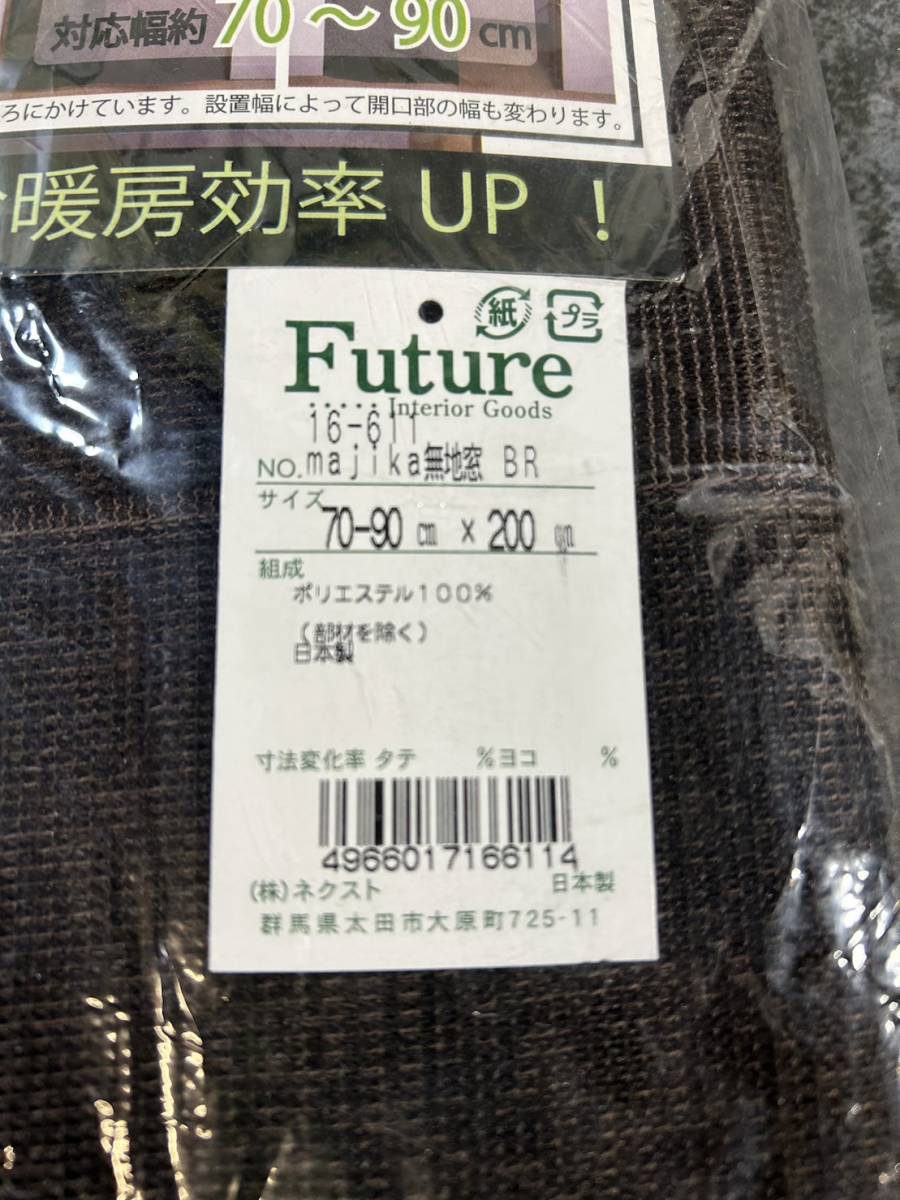 対応幅約70～90cm
ろにかけています。設置幅によって開口部の幅も変わります。
暖房効率 UP！
紙 プラ
Future
Interior Goods
16-611
NO.majika無地窓 BR
サイズ 70-90 cm × 200 cm
組成
ポリエステル100%
(部材を除く)
日本製
寸法変化率 タテ %ヨコ %
4966017166114
(株)ネクスト 日本製
群馬県太田市大原町725-11